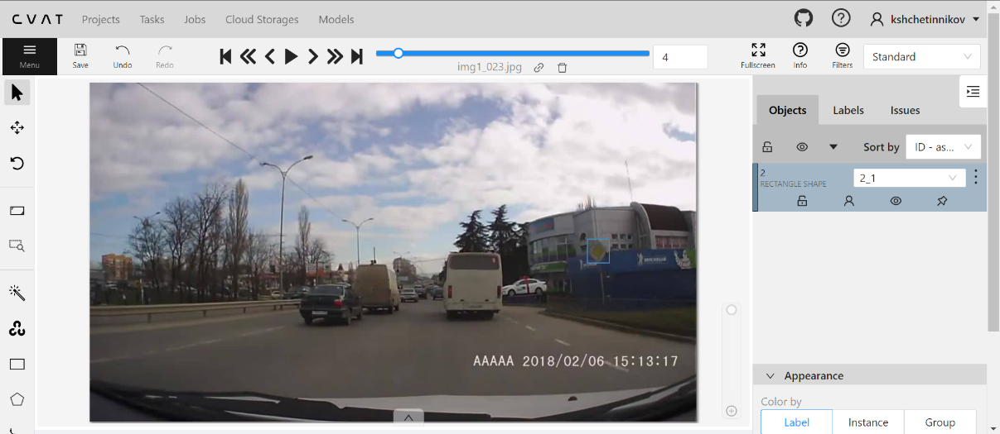 CVAT
Projects
Tasks
Jobs
Cloud Storages
Models
kshchetinnikov
Menu
Save
Undo
Redo
img1_023.jpg
4
Fullscreen
Info
Filters
Standard
Objects
Labels
Issues
Sort by
ID - as...
2
RECTANGLE SHAPE
2_1
MICHELIN
AAAAA 2018/02/06 15:13:17
Appearance
Color by
Label
Instance
Group